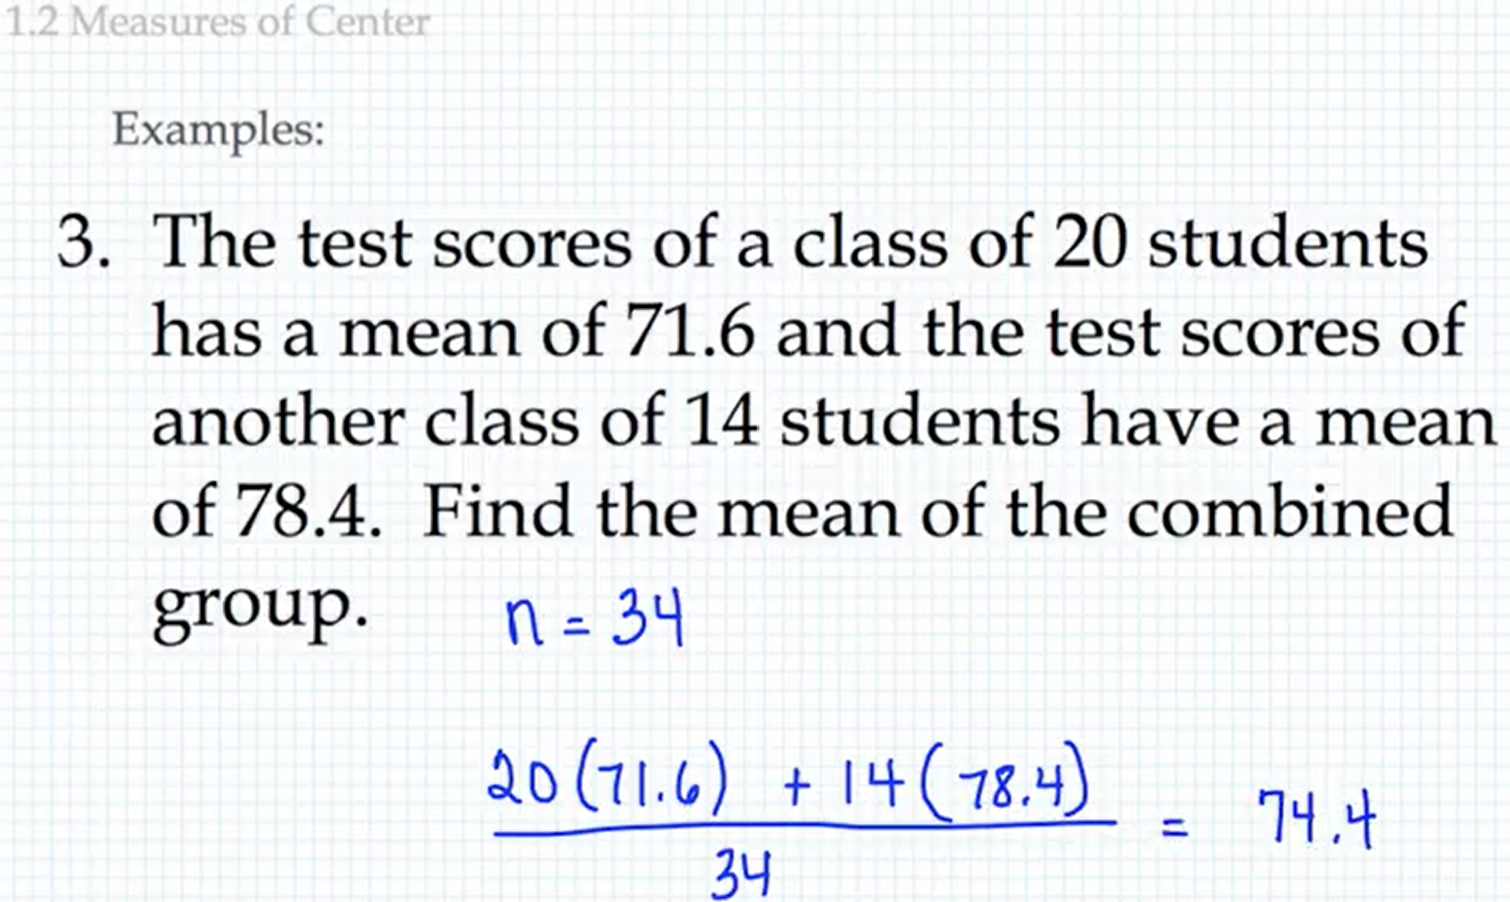 1.2 Measures of Center
Examples:
3. The test scores of a class of 20 students
has a mean of 71.6 and the test scores of
another class of 14 students have a mean
of 78.4. Find the mean of the combined
group. n = 34
20(71.6) + 14(78.4)
34
= 74.4